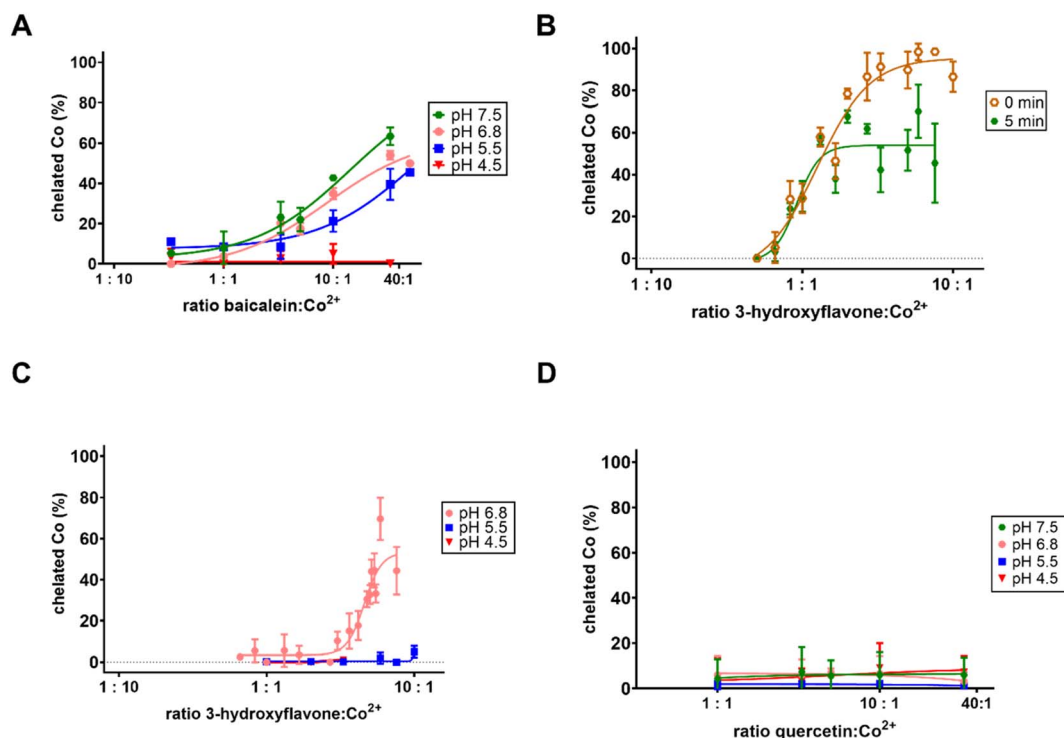 A
chelated Co (%)
100
80
60
40
20
0
1 : 10
1 : 1
10 : 1
40:1
ratio baicalein:Co2+
pH 7.5
pH 6.8
pH 5.5
pH 4.5
B
chelated Co (%)
100
80
60
40
20
0
1 : 10
1 : 1
10 : 1
ratio 3-hydroxyflavone:Co2+
0 min
5 min
C
chelated Co (%)
100
80
60
40
20
0
1 : 10
1 : 1
10 : 1
ratio 3-hydroxyflavone:Co2+
pH 6.8
pH 5.5
pH 4.5
D
chelated Co (%)
100
80
60
40
20
0
1 : 1
10 : 1
40:1
ratio quercetin:Co2+
pH 7.5
pH 6.8
pH 5.5
pH 4.5